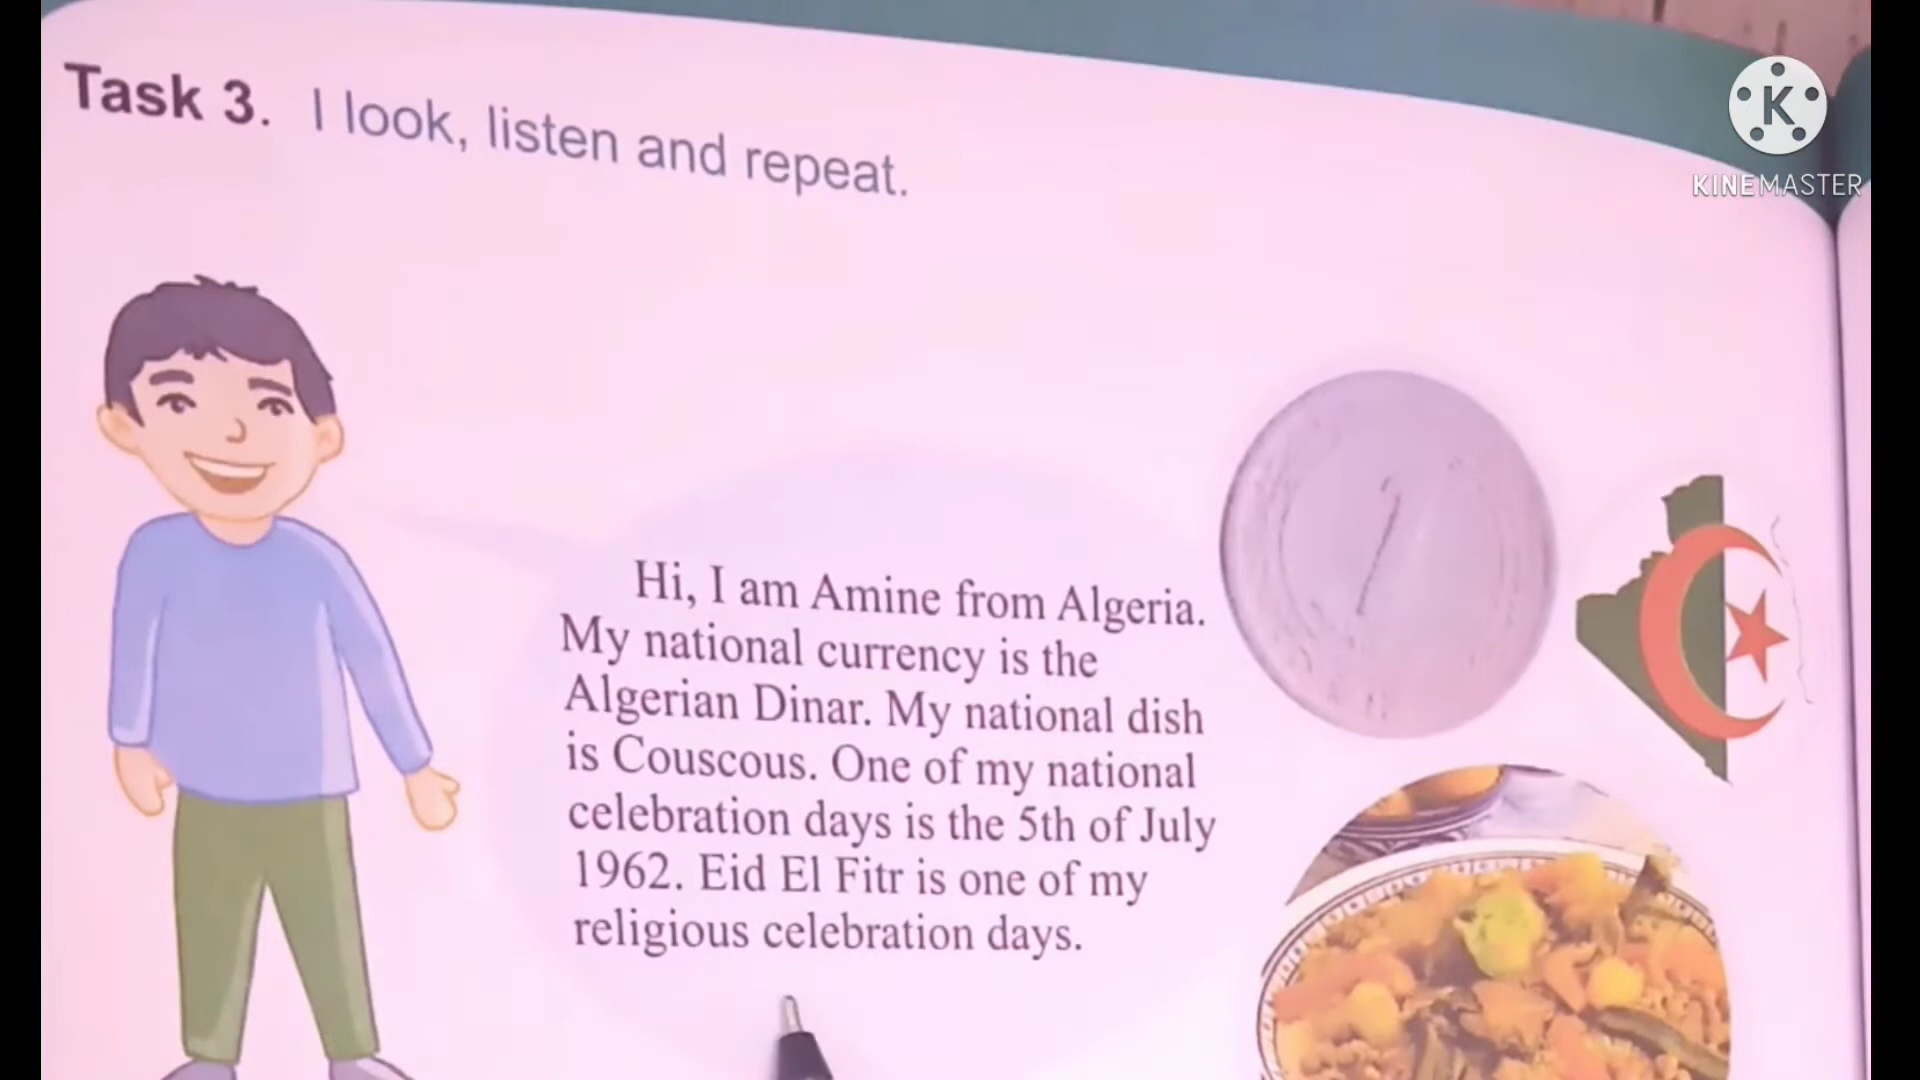 Task 3. I look, listen and repeat.
K
KINEMASTER
Hi, I am Amine from Algeria.
My national currency is the
Algerian Dinar. My national dish
is Couscous. One of my national
celebration days is the 5th of July
1962. Eid El Fitr is one of my
religious celebration days.